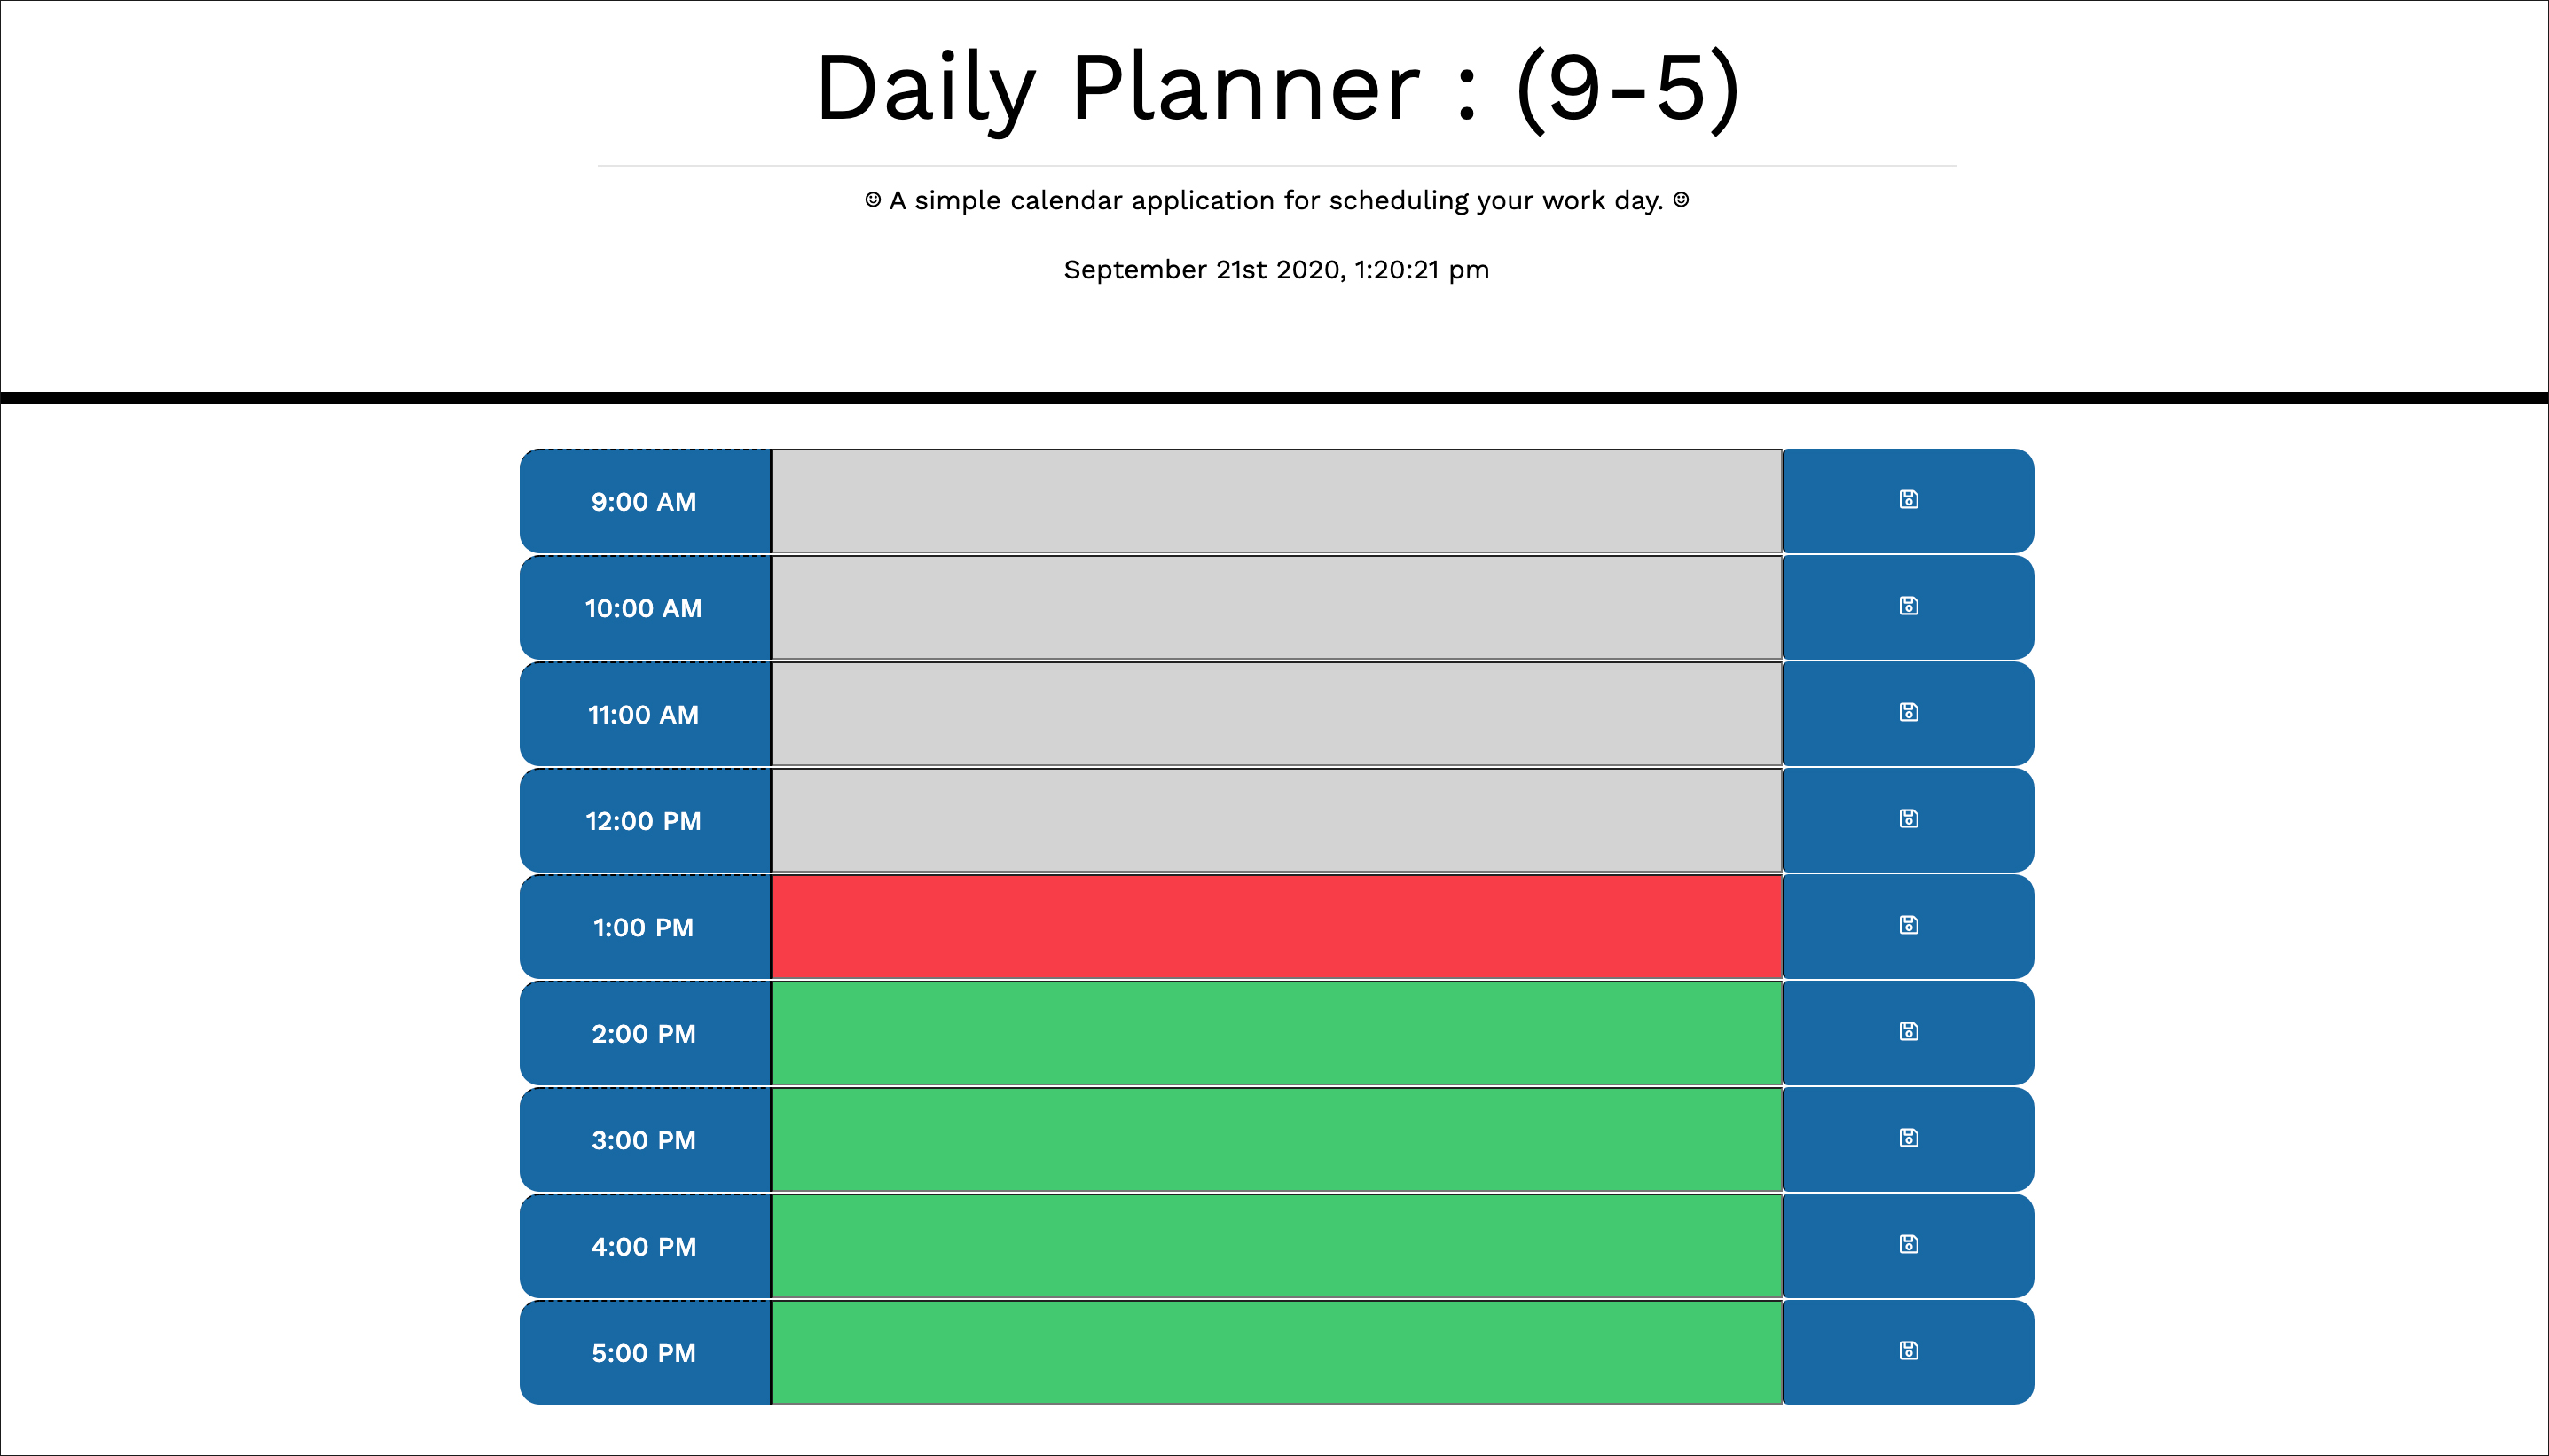 Daily Planner : (9-5)
☺ A simple calendar application for scheduling your work day. ☺
September 21st 2020, 1:20:21 pm
9:00 AM
10:00 AM
11:00 AM
12:00 PM
1:00 PM
2:00 PM
3:00 PM
4:00 PM
5:00 PM